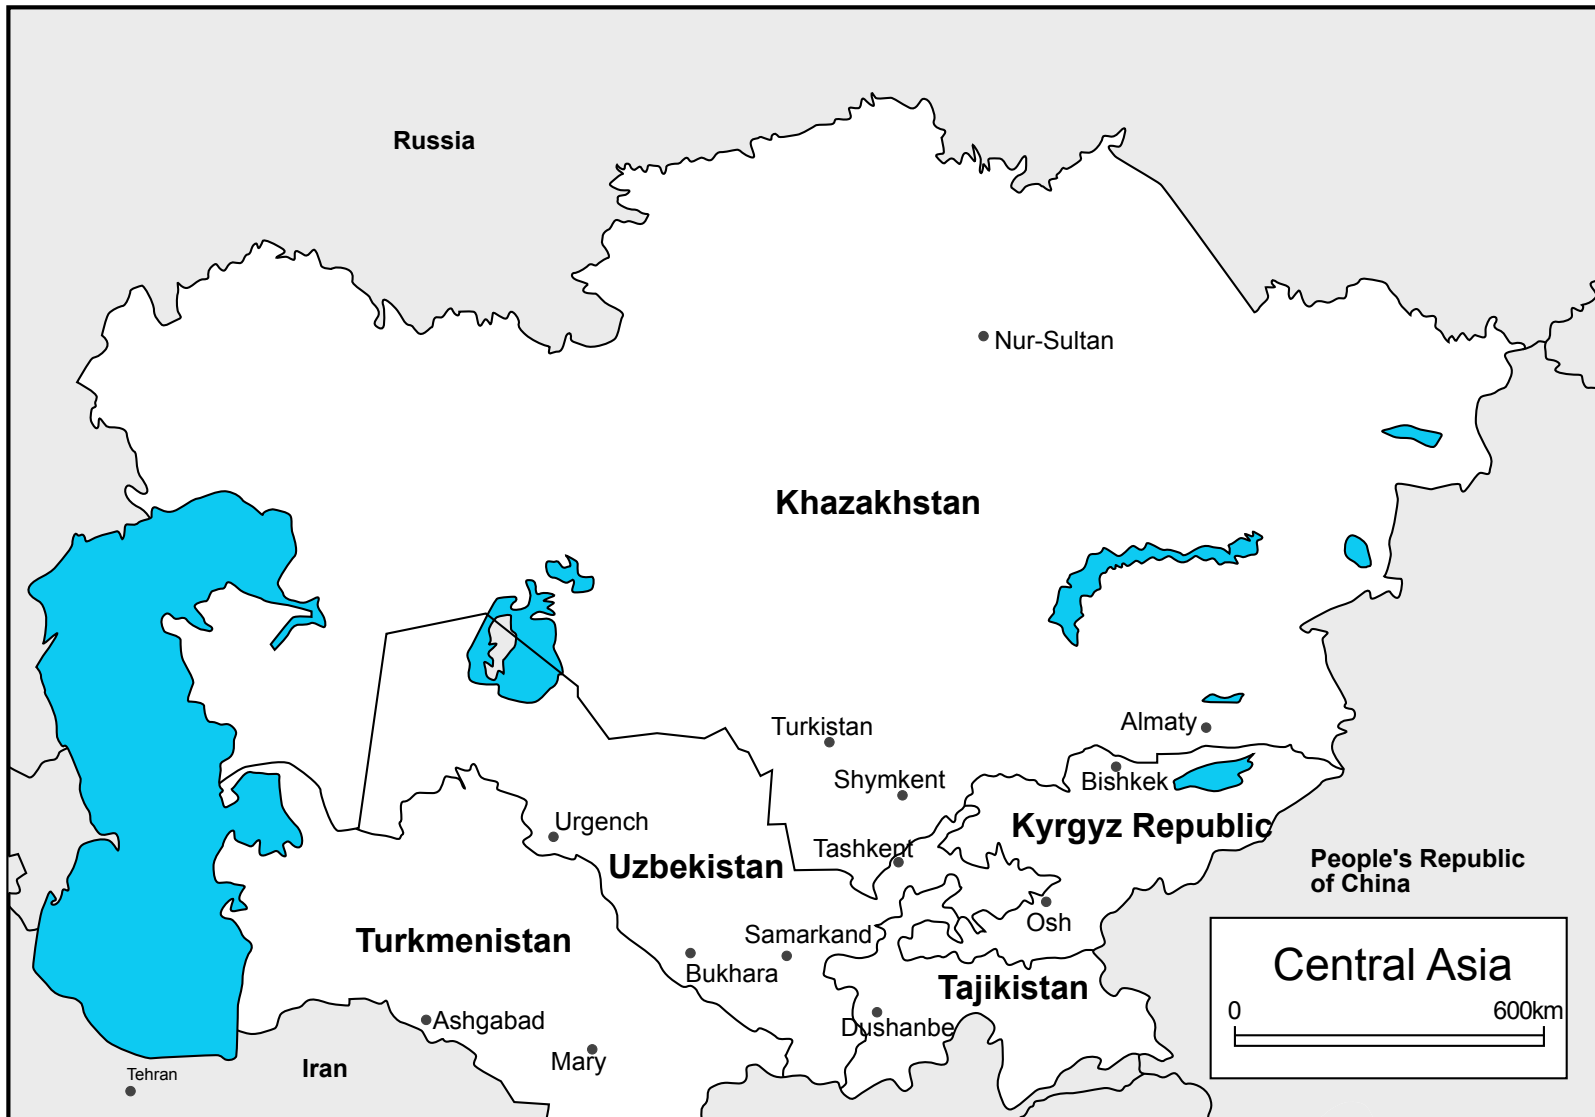 Russia
Nur-Sultan
Khazakhstan
Turkistan
Almaty
Shymkent
Bishkek
Urgench
Kyrgyz Republic
Tashkent
Uzbekistan
People's Republic
of China
Osh
Turkmenistan
Samarkand
Bukhara
Tajikistan
Central Asia
0 600km
Ashgabad
Dushanbe
Mary
Iran
Tehran